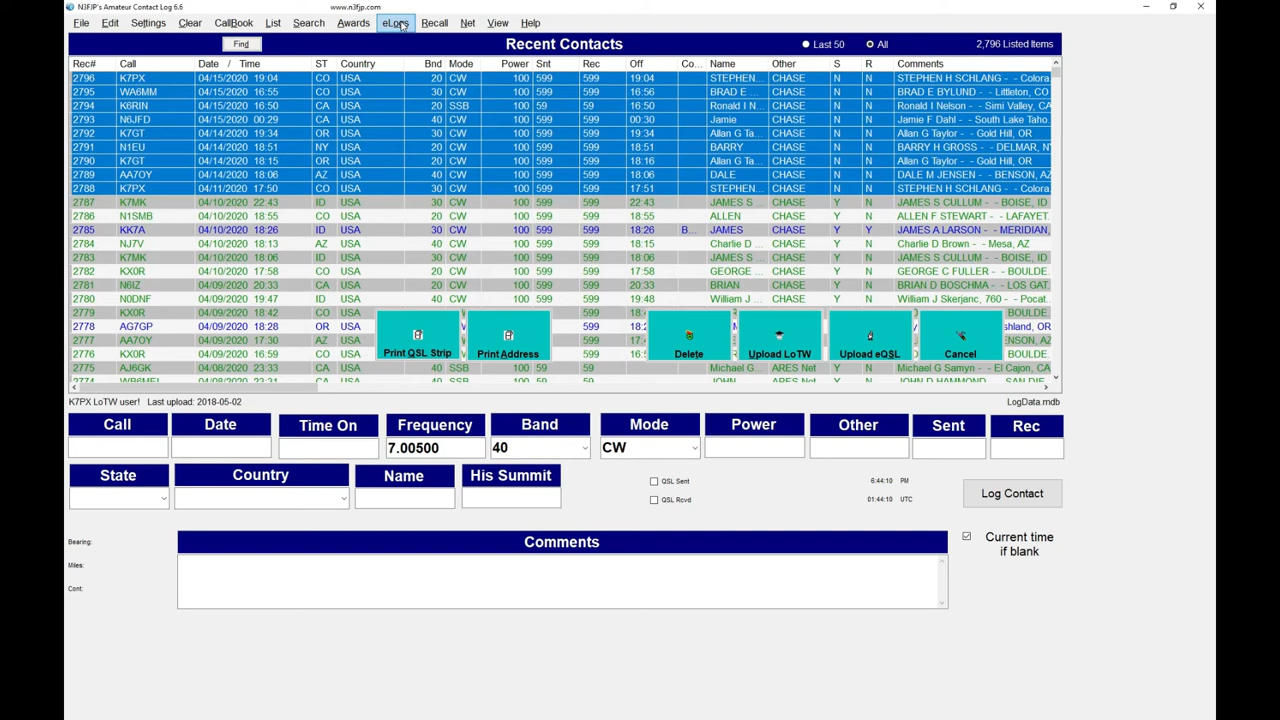 N3FJP's Amateur Contact Log 6.6 www.n3fjp.com
File Edit Settings Clear CallBook List Search Awards eLogs Recall Net View Help
Find Recent Contacts Last 50 All 2,796 Listed Items
Rec# Call Date / Time ST Country Bnd Mode Power Snt Rec Off Co... Name Other S R Comments
2796 K7PX 04/15/2020 19:04 CO USA 20 CW 100 599 599 19:04 STEPHEN... CHASE N N STEPHEN H SCHLANG - Colora...
2795 WA6MM 04/15/2020 16:55 CO USA 30 CW 100 599 599 16:56 BRAD E ... CHASE N N BRAD E BYLUND - - Littleton, CO
2794 K6RIN 04/15/2020 16:50 CA USA 20 SSB 100 59 59 16:50 Ronald I N... CHASE N N Ronald I Nelson - - Simi Valley, CA
2793 N6JFD 04/15/2020 00:29 CA USA 40 CW 100 599 599 00:30 Jamie CHASE N N Jamie F Dahl - South Lake Taho...
2792 K7GT 04/14/2020 19:34 OR USA 30 CW 100 599 599 19:34 Allan G Ta... CHASE N N Allan G Taylor - - Gold Hill, OR
2791 N1EU 04/14/2020 18:51 NY USA 20 CW 100 599 599 18:51 BARRY CHASE N N BARRY H GROSS - DELMAR, N...
2790 K7GT 04/14/2020 18:16 OR USA 20 CW 100 599 599 18:16 Allan G Ta... CHASE N N Allan G Taylor - - Gold Hill, OR
2789 AA7OY 04/14/2020 18:06 AZ USA 20 CW 100 599 599 18:06 DALE CHASE N N DALE M JENSEN - BENSON, AZ
2788 K7PX 04/11/2020 17:50 CO USA 30 CW 100 599 599 17:51 STEPHEN... CHASE N N STEPHEN H SCHLANG - - Colora...
2787 K7MK 04/10/2020 22:43 ID USA 30 CW 100 599 599 22:43 JAMES S ... CHASE Y N JAMES S CULLUM - - BOISE, ID
2786 N1SMB 04/10/2020 18:55 CO USA 20 CW 100 599 599 18:55 ALLEN CHASE Y N ALLEN F STEWART - - LAFAYET...
2785 KK7A 04/10/2020 18:26 ID USA 30 CW 100 599 599 18:26 B... JAMES CHASE Y Y JAMES A LARSON - - MERIDIAN,
2784 NJ7V 04/10/2020 18:13 AZ USA 40 CW 100 599 599 18:15 Charlie D ... CHASE Y N Charlie D Brown - - Mesa, AZ
2783 K7MK 04/10/2020 18:06 ID USA 30 CW 100 599 599 18:06 JAMES S ... CHASE Y N JAMES S CULLUM - - BOISE, ID
2782 KX0R 04/10/2020 17:58 CO USA 20 CW 100 599 599 17:58 GEORGE ... CHASE Y N GEORGE C FULLER - - BOULDE...
2781 N6IZ 04/09/2020 20:33 CA USA 20 CW 100 599 599 20:33 BRIAN CHASE Y N BRIAN D BOSCHMA - - LOS GAT...
2780 N0DNF 04/09/2020 19:47 ID USA 40 CW 100 599 599 19:48 William J ... CHASE Y N William J Skerjanc, 760 - Pocat...
2779 KX0R 04/09/2020 18:42 CO USA rec 599 18:4 BOULDE...
2778 AG7GP 04/09/2020 18:28 OR USA rec 599 18:2 shland, OR
2777 AA7OY 04/09/2020 17:30 AZ USA rec 599 17:3 ON, AZ
2776 KX0R 04/09/2020 16:59 CO USA 599 16:5 BOULDE...
2775 AJ6GK 04/08/2020 23:33 CA USA 40 SSB 100 59 59 Michael G... ARES Net Y N Michael G Samyn - El Cajon, CA
Print QSL Strip Print Address Delete Upload LoTW Upload eQSL Cancel
K7PX LoTW user! Last upload: 2018-05-02 LogData.mdb
Call Date Time On Frequency Band Mode Power Other Sent Rec
7.00500 40 CW
State Country Name His Summit
QSL Sent 6:44:10 PM
QSL Rcvd 01:44:10 UTC
Log Contact
Comments
Current time
if blank
Bearing:
Miles:
Cont: